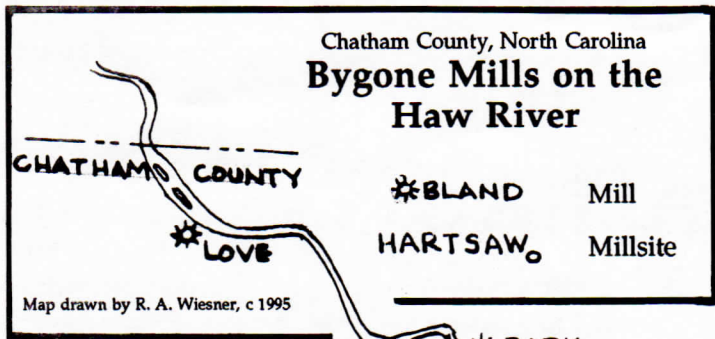 Chatham County, North Carolina
Bygone Mills on the
Haw River
CHATHAM COUNTY
BLAND Mill
HARTSAW Millsite
LOVE
Map drawn by R. A. Wiesner, c 1995